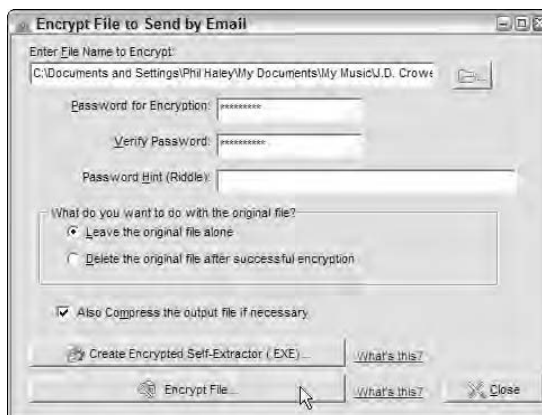 Encrypt File to Send by Email
Enter File Name to Encrypt:
C:\Documents and Settings\Phil Haley\My Documents\My Music\J.D. Crowe
Password for Encryption: *********
Verify Password: *********
Password Hint (Riddle):
What do you want to do with the original file?
Leave the original file alone
Delete the original file after successful encryption
Also Compress the output file if necessary
Create Encrypted Self-Extractor (.EXE)... What's this?
Encrypt File... What's this? Close